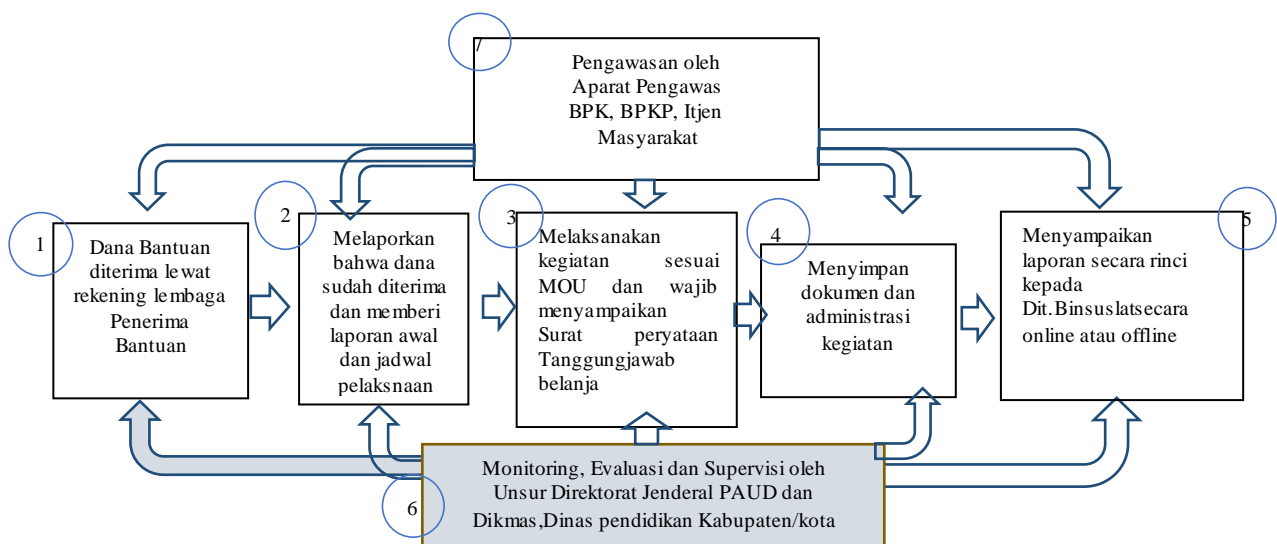 7
Pengawasan oleh
Aparat Pengawas
BPK, BPKP, Itjen
Masyarakat
1
Dana Bantuan
diterima lewat
rekening lembaga
Penerima
Bantuan
2
Melaporkan
bahwa dana
sudah diterima
dan memberi
laporan awal
dan jadwal
pelaksnaan
3
Melaksanakan
kegiatan sesuai
MOU dan wajib
menyampaikan
Surat peryataan
Tanggungjawab
belanja
4
Menyimpan
dokumen dan
administrasi
kegiatan
5
Menyampaikan
laporan secara rinci
kepada
Dit.Binsuslatsecara
online atau offline
6
Monitoring, Evaluasi dan Supervisi oleh
Unsur Direktorat Jenderal PAUD dan
Dikmas,Dinas pendidikan Kabupaten/kota